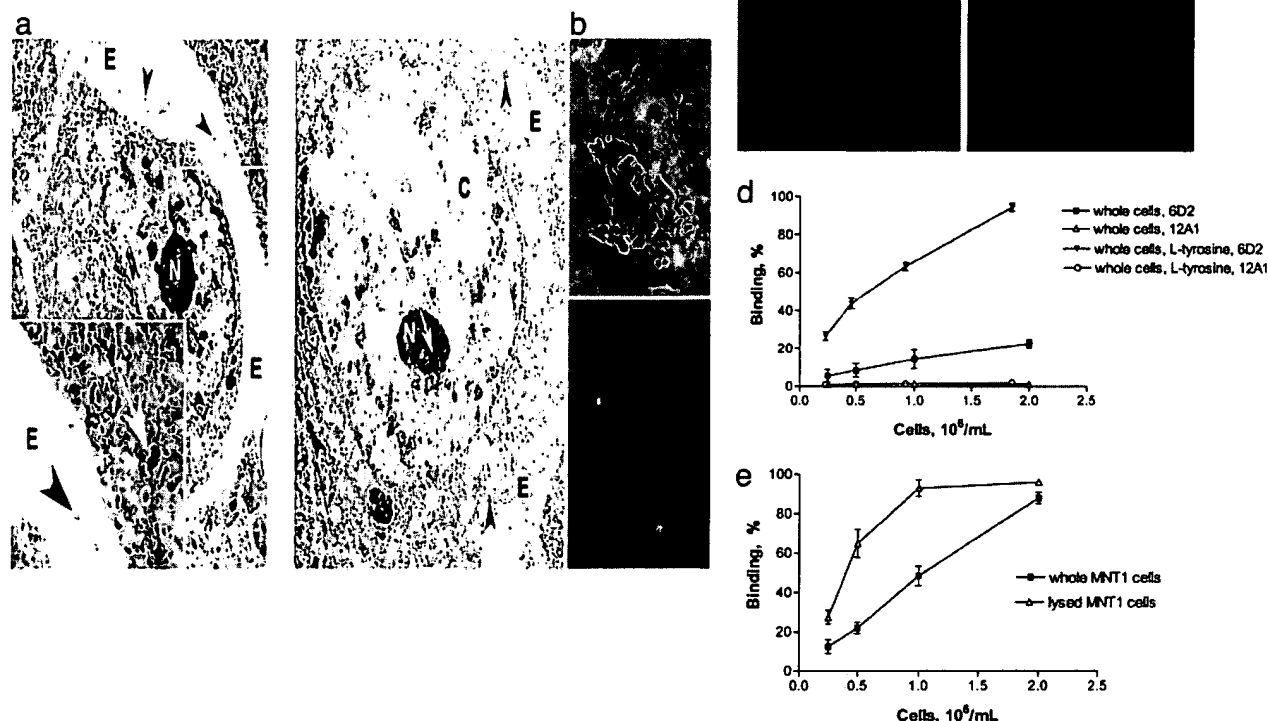 a
E
N
E
E
E
C
N
E
b
d
100
80
60
40
20
0
Binding, %
0.0 0.5 1.0 1.5 2.0 2.5
Cells, 10⁶/mL
whole cells, 6D2
whole cells, 12A1
whole cells, L-tyrosine, 6D2
whole cells, L-tyrosine, 12A1
e
100
80
60
40
20
0
Binding, %
0.0 0.5 1.0 1.5 2.0 2.5
Cells, 10⁶/mL
whole MNT1 cells
lysed MNT1 cells